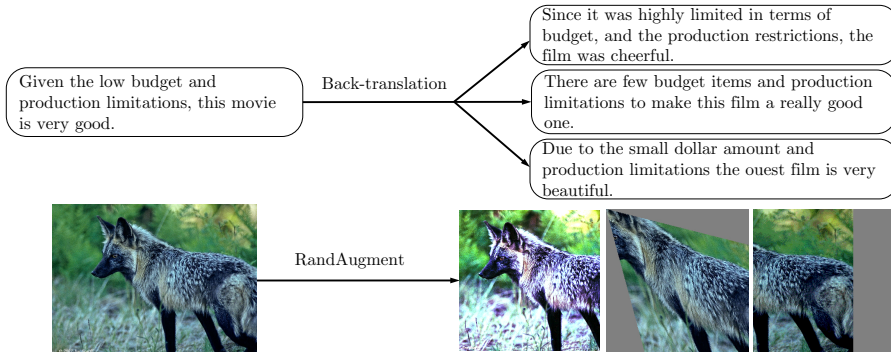 Given the low budget and
production limitations, this movie
is very good.
Back-translation
Since it was highly limited in terms of
budget, and the production restrictions, the
film was cheerful.
There are few budget items and production
limitations to make this film a really good
one.
Due to the small dollar amount and
production limitations the ouest film is very
beautiful.
RandAugment